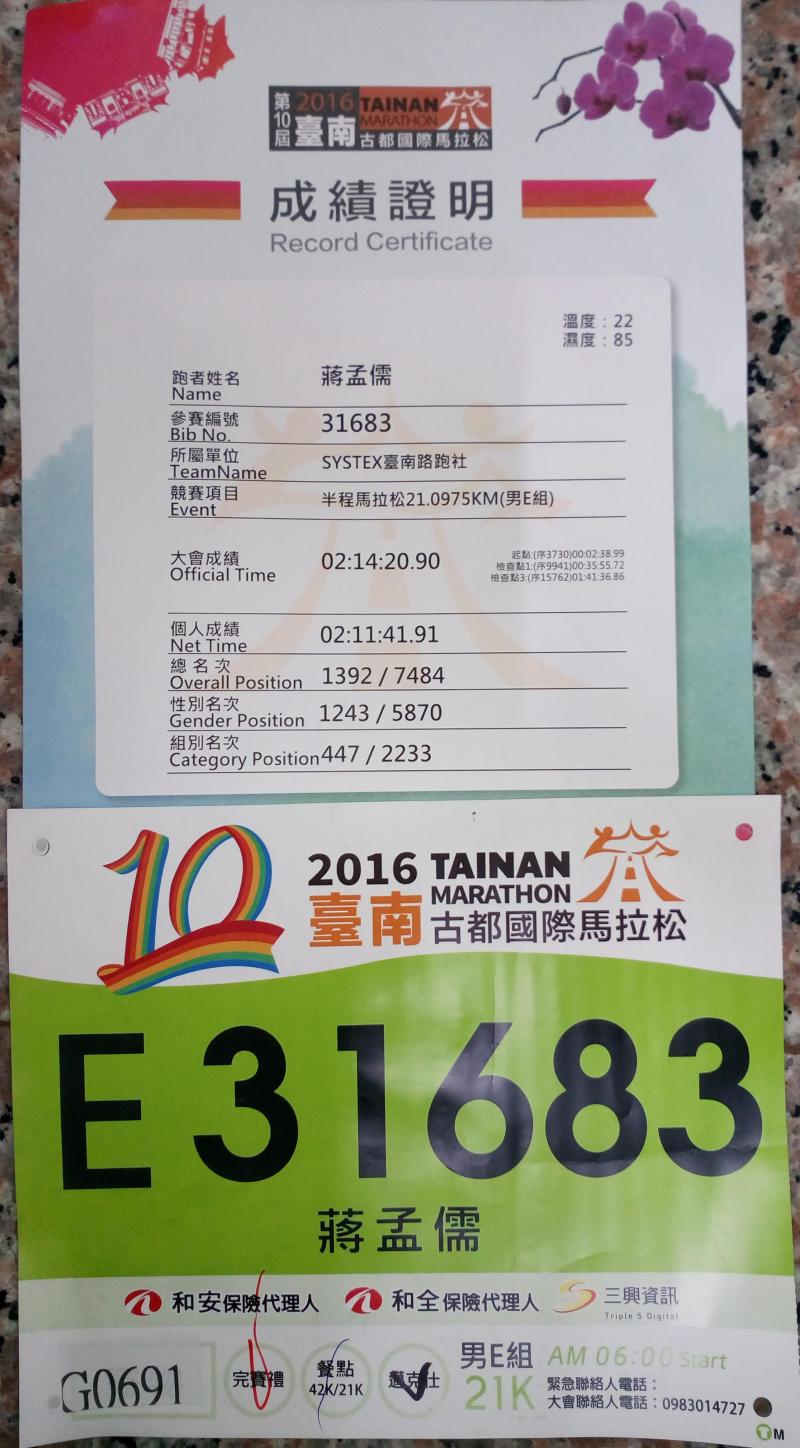 第10屆 2016 臺南 TAINAN MARATHON 古都國際馬拉松
成績證明
Record Certificate
溫度：22
濕度：85
跑者姓名 蔣孟儒
Name
參賽編號 31683
Bib No.
所屬單位 SYSTEX臺南路跑社
TeamName
競賽項目 半程馬拉松21.0975KM(男E組)
Event
大會成績 02:14:20.90
Official Time
起點:(序3730)00:02:38.99
檢查點1:(序9941)00:35:55.72
檢查點3:(序15762)01:41:36.86
個人成績 02:11:41.91
Net Time
總名次 1392 / 7484
Overall Position
性別名次 1243 / 5870
Gender Position
組別名次 447 / 2233
Category Position
10
2016 TAINAN
臺南 MARATHON
古都國際馬拉松
E31683
蔣孟儒
和安保險代理人 和全保險代理人 三興資訊
Triple S Digital
G0691
完賽禮
餐點
42K/21K
邁克仕
男E組
21K
AM 06:00 Start
緊急聯絡人電話：
大會聯絡人電話：0983014727
M